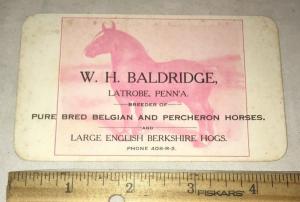 W. H. BALDRIDGE,
LATROBE, PENN'A.
BREEDER OF
PURE BRED BELGIAN AND PERCHERON HORSES.
AND
LARGE ENGLISH BERKSHIRE HOGS.
PHONE 408-R-3.
1 2 3 4
FISKARS